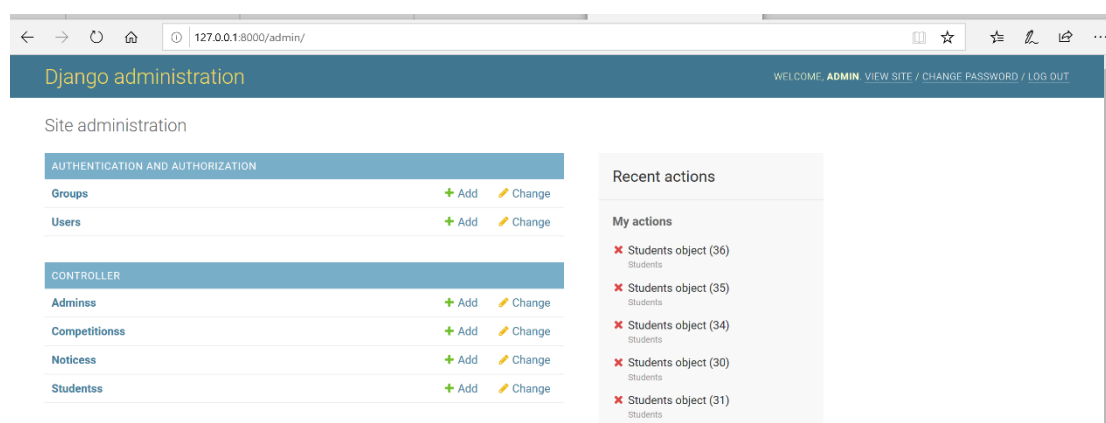 127.0.0.1:8000/admin/
Django administration
WELCOME, ADMIN. VIEW SITE / CHANGE PASSWORD / LOG OUT
Site administration
AUTHENTICATION AND AUTHORIZATION
Groups Add Change
Users Add Change
CONTROLLER
Adminss Add Change
Competitionss Add Change
Noticess Add Change
Studentss Add Change
Recent actions
My actions
Students object (36)
Students
Students object (35)
Students
Students object (34)
Students
Students object (30)
Students
Students object (31)
Students